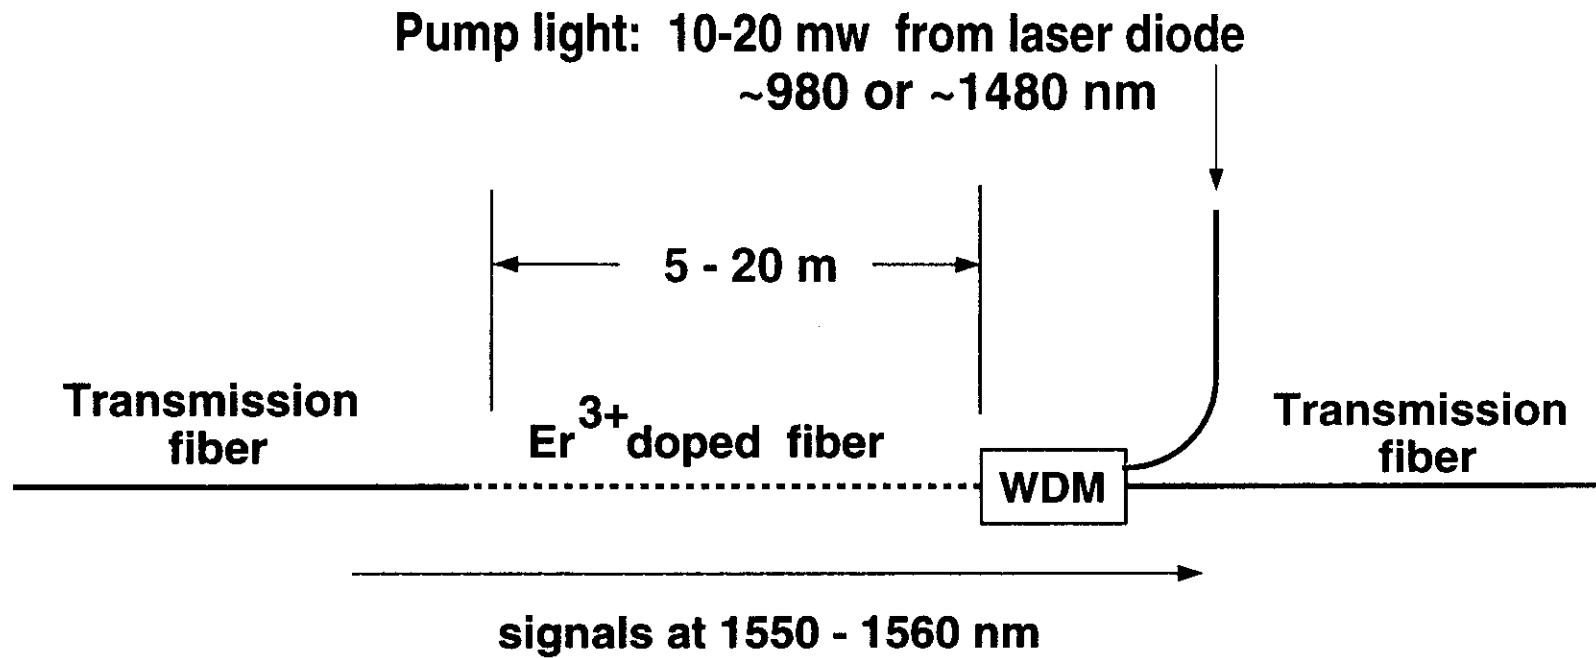 Pump light: 10-20 mw from laser diode
~980 or ~1480 nm
5 - 20 m
Transmission
fiber
Er3+ doped fiber
WDM
Transmission
fiber
signals at 1550 - 1560 nm